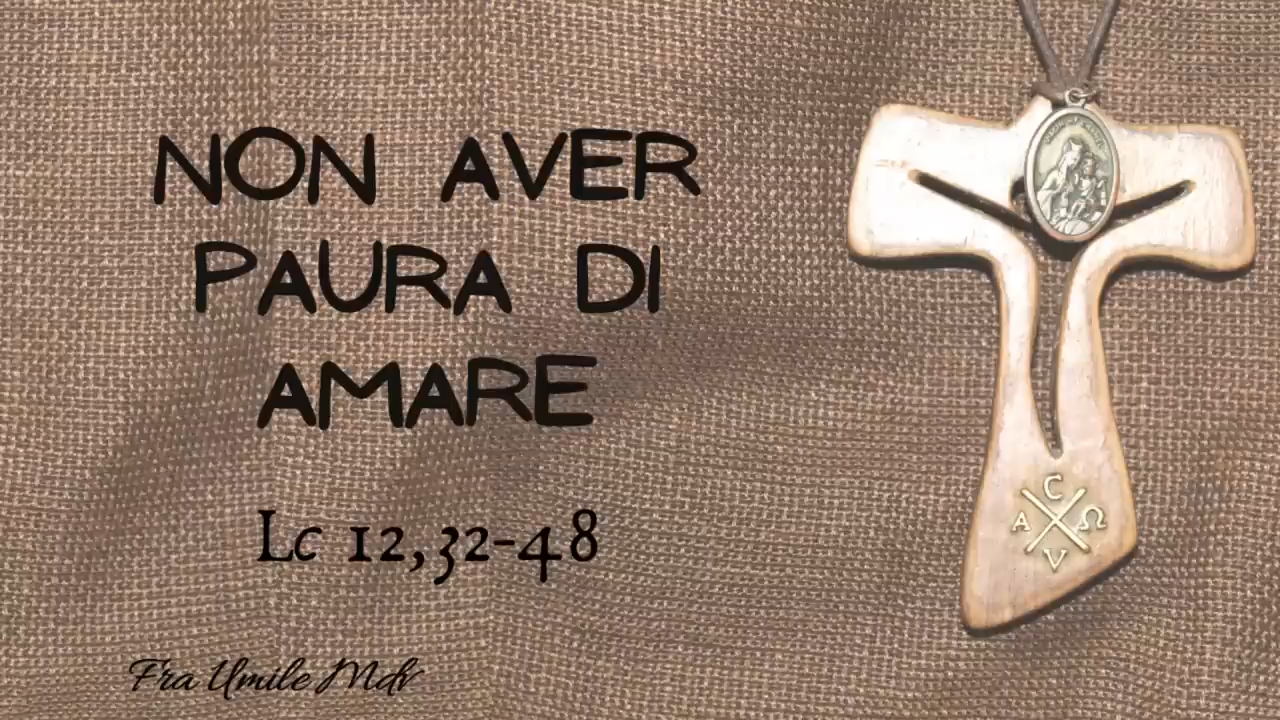 NON AVER
PAURA DI
AMARE
Lc 12,32-48
Fra Umile Mdv
C
A Ω
V